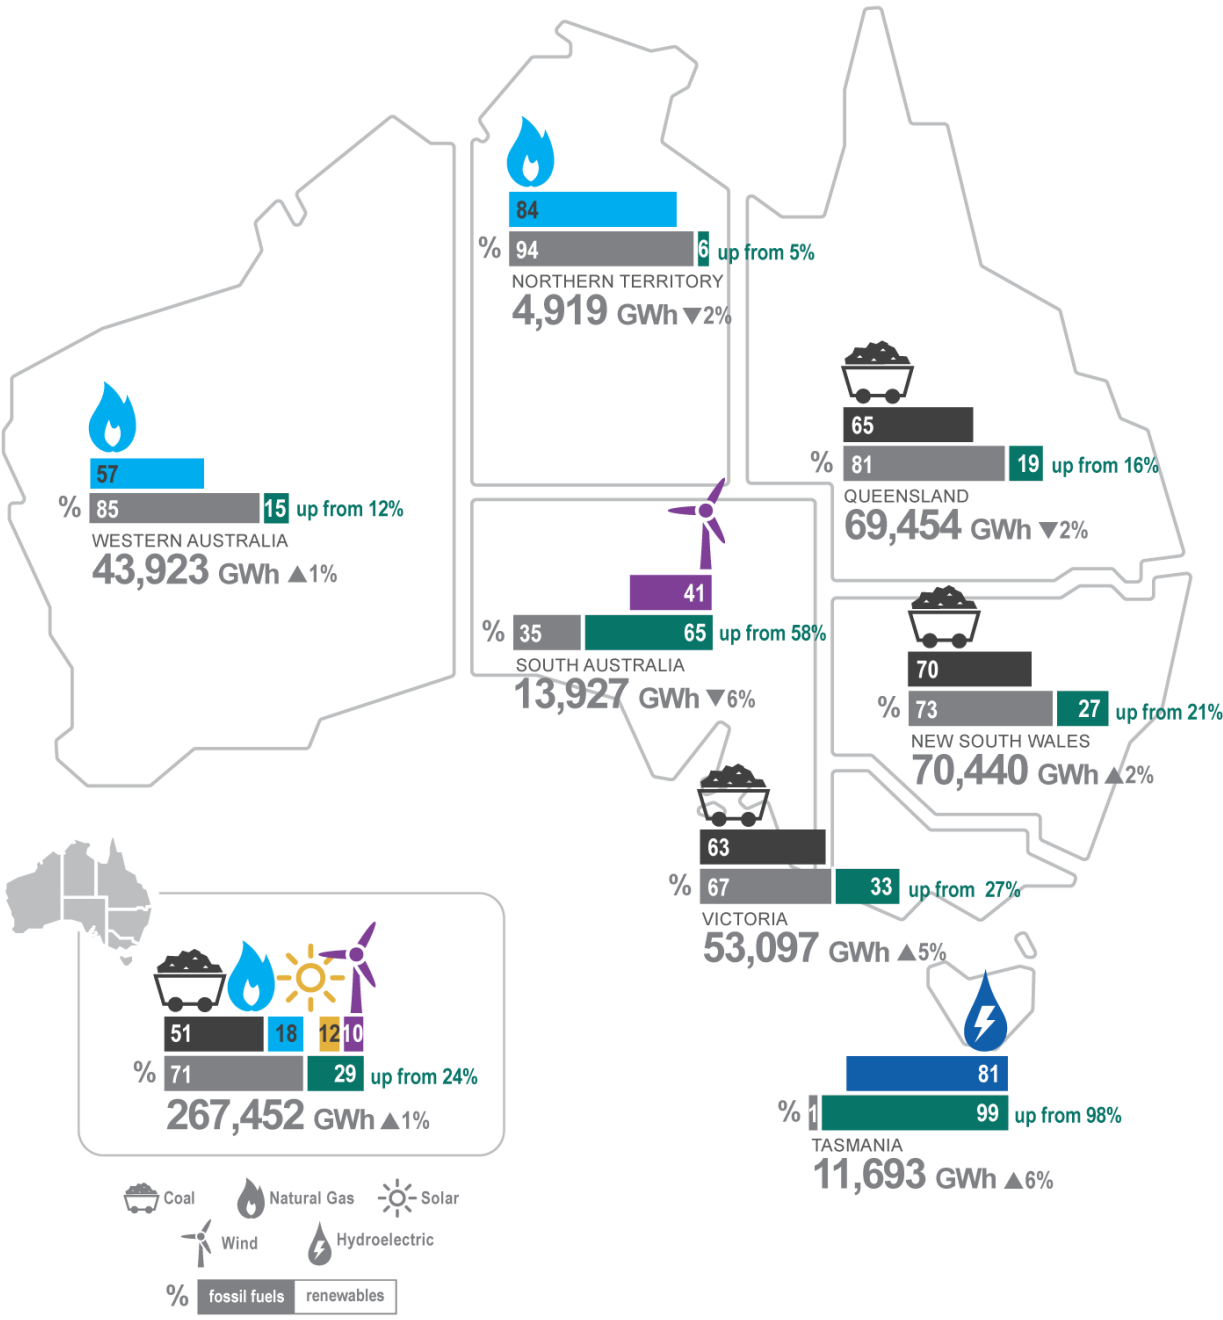 84
% 94 6 up from 5%
NORTHERN TERRITORY
4,919 GWh ▼2%
65
% 81 19 up from 16%
QUEENSLAND
69,454 GWh ▼2%
57
% 85 15 up from 12%
WESTERN AUSTRALIA
43,923 GWh ▲1%
41
% 35 65 up from 58%
SOUTH AUSTRALIA
13,927 GWh ▼6%
70
% 73 27 up from 21%
NEW SOUTH WALES
70,440 GWh ▲2%
63
% 67 33 up from 27%
VICTORIA
53,097 GWh ▲5%
51 18 12 10
% 71 29 up from 24%
267,452 GWh ▲1%
81
% 1 99 up from 98%
TASMANIA
11,693 GWh ▲6%
Coal Natural Gas Solar
Wind Hydroelectric
% fossil fuels renewables